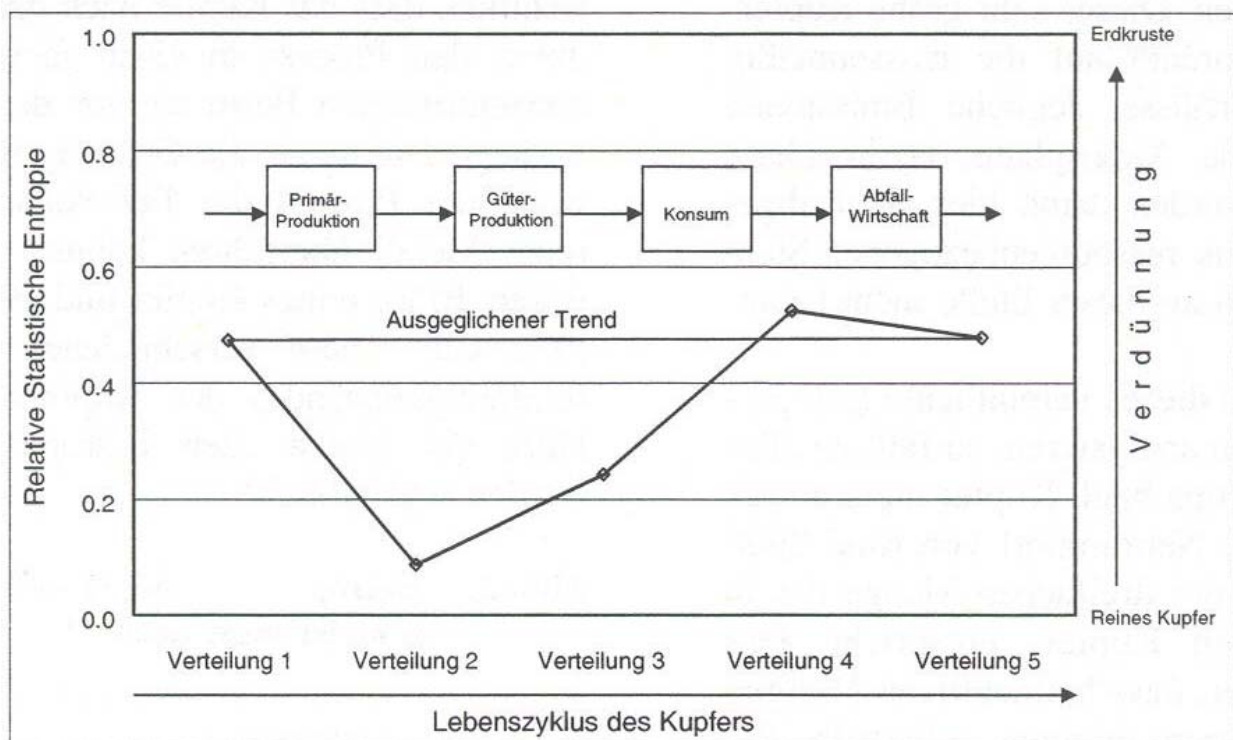 Relative Statistische Entropie
1.0
0.8
0.6
0.4
0.2
0.0
Primär-
Produktion
Güter-
Produktion
Konsum
Abfall-
Wirtschaft
Ausgeglichener Trend
Erdkruste
Verdünnung
Reines Kupfer
Verteilung 1
Verteilung 2
Verteilung 3
Verteilung 4
Verteilung 5
Lebenszyklus des Kupfers